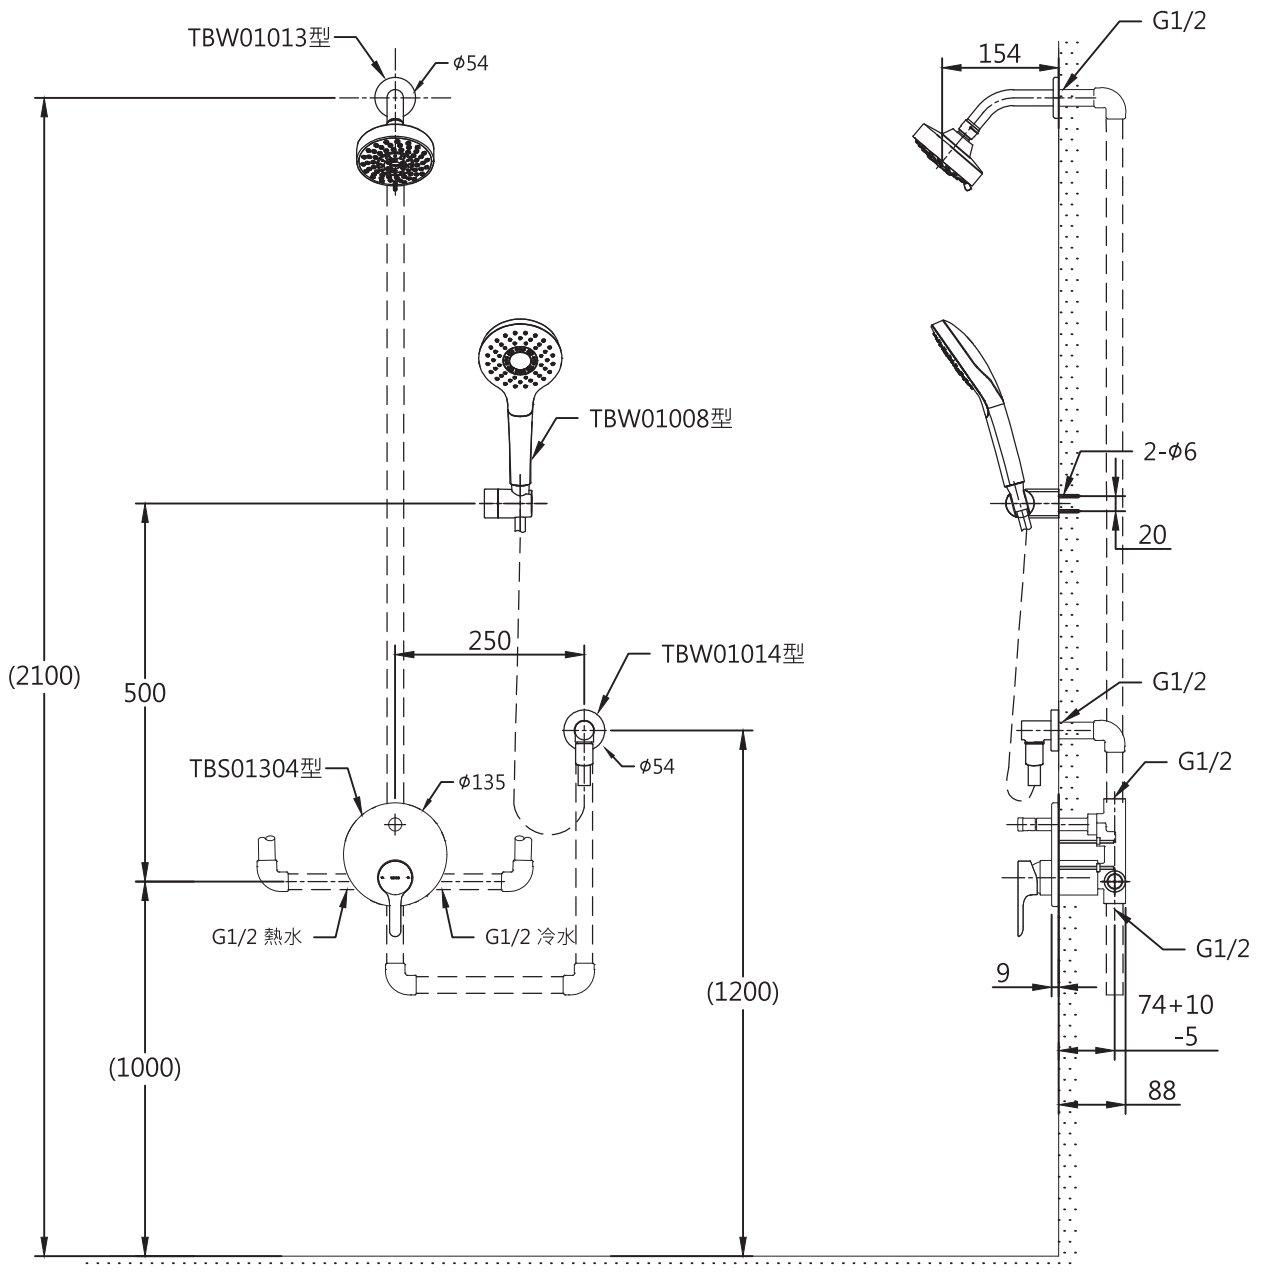 TBW01013型
φ54
G1/2
154
TBW01008型
2-φ6
20
250
TBW01014型
(2100)
500
G1/2
TBS01304型
φ135
φ54
G1/2
G1/2 熱水
G1/2 冷水
G1/2
9
(1200)
74+10
-5
(1000)
88